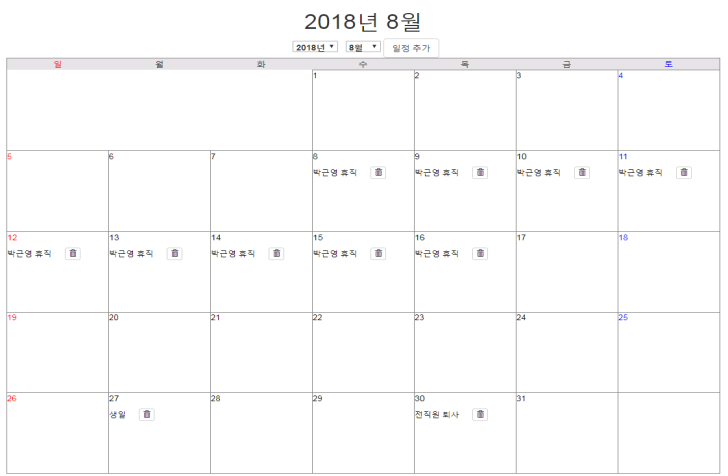 2018년 8월
2018년 8월 일정 추가
일 월 화 수 목 금 토
1 2 3 4
5 6 7 8 9 10 11
박근영 휴직 박근영 휴직 박근영 휴직 박근영 휴직
12 13 14 15 16 17 18
박근영 휴직 박근영 휴직 박근영 휴직 박근영 휴직 박근영 휴직
19 20 21 22 23 24 25
26 27 28 29 30 31
생일 전직원 퇴사